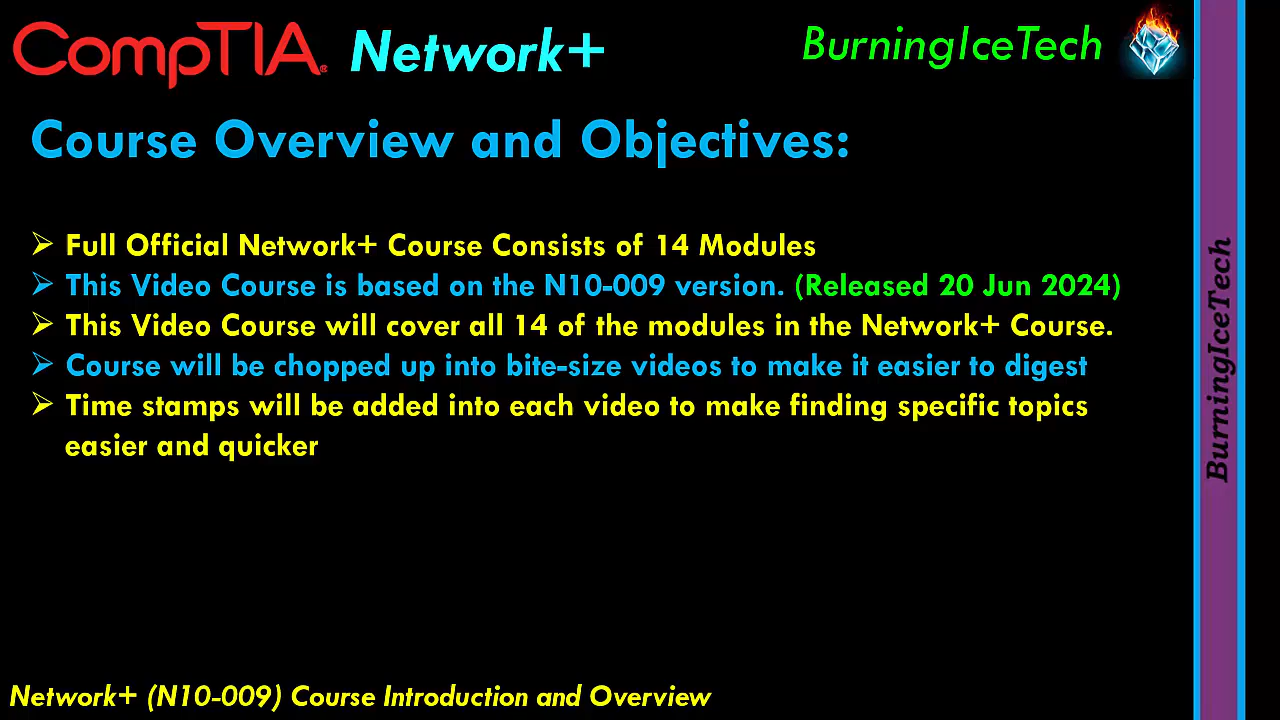 CompTIA® Network+
BurningIceTech
Course Overview and Objectives:
➢ Full Official Network+ Course Consists of 14 Modules
➢ This Video Course is based on the N10-009 version. (Released 20 Jun 2024)
➢ This Video Course will cover all 14 of the modules in the Network+ Course.
➢ Course will be chopped up into bite-size videos to make it easier to digest
➢ Time stamps will be added into each video to make finding specific topics
easier and quicker
BurningIceTech
Network+ (N10-009) Course Introduction and Overview